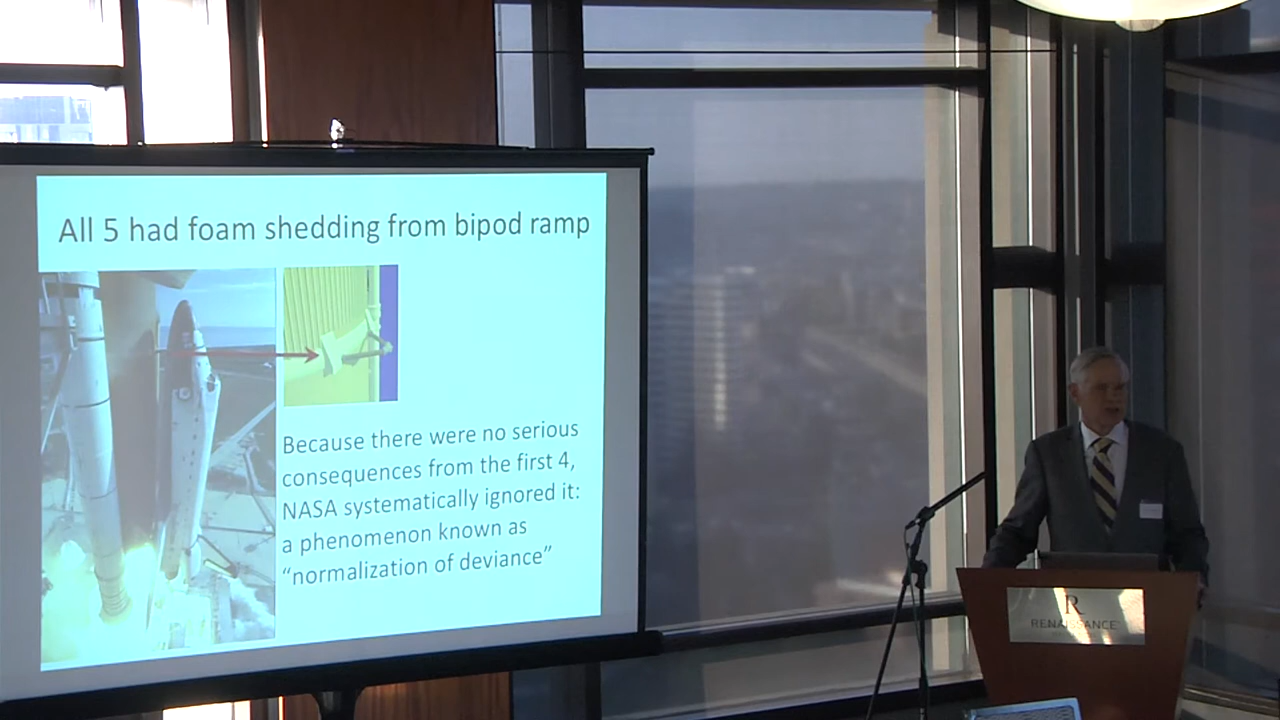 All 5 had foam shedding from bipod ramp
Because there were no serious
consequences from the first 4,
NASA systematically ignored it:
a phenomenon known as
“normalization of deviance”
R
RENAISSANCE